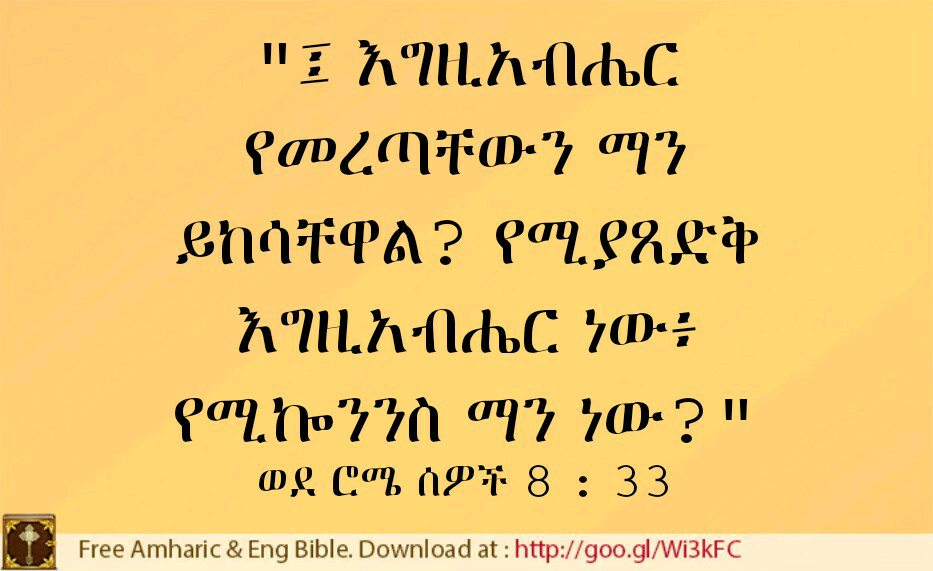 "፤ እግዚአብሔር
የመረጣቸውን ማን
ይከሳቸዋል? የሚያጸድቅ
እግዚአብሔር ነው፥
የሚኰንንስ ማን ነው?"
ወደ ሮሜ ሰዎች 8 : 33
Free Amharic & Eng Bible. Download at : http://goo.gl/Wi3kFC